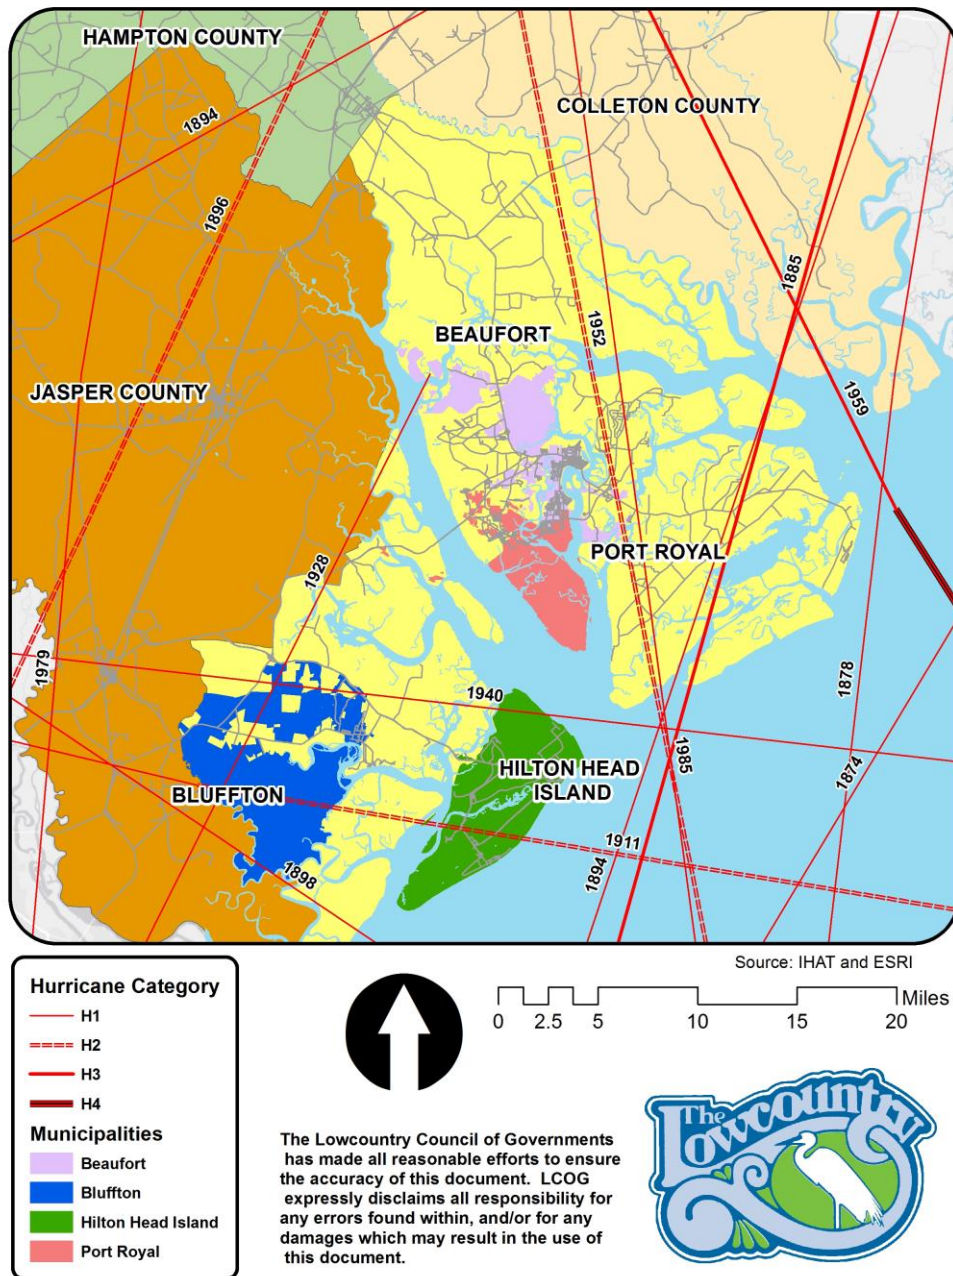 HAMPTON COUNTY
COLLETON COUNTY
1894
1896
1885
1952
BEAUFORT
JASPER COUNTY
1959
PORT ROYAL
1928
1979
1940
1878
1985
1874
HILTON HEAD
ISLAND
BLUFFTON
1911
1898
1894
Source: IHAT and ESRI
Hurricane Category
H1
H2
H3
H4
Municipalities
Beaufort
Bluffton
Hilton Head Island
Port Royal
Miles
0 2.5 5 10 15 20
The Lowcountry Council of Governments
has made all reasonable efforts to ensure
the accuracy of this document. LCOG
expressly disclaims all responsibility for
any errors found within, and/or for any
damages which may result in the use of
this document.
The
Lowcountry